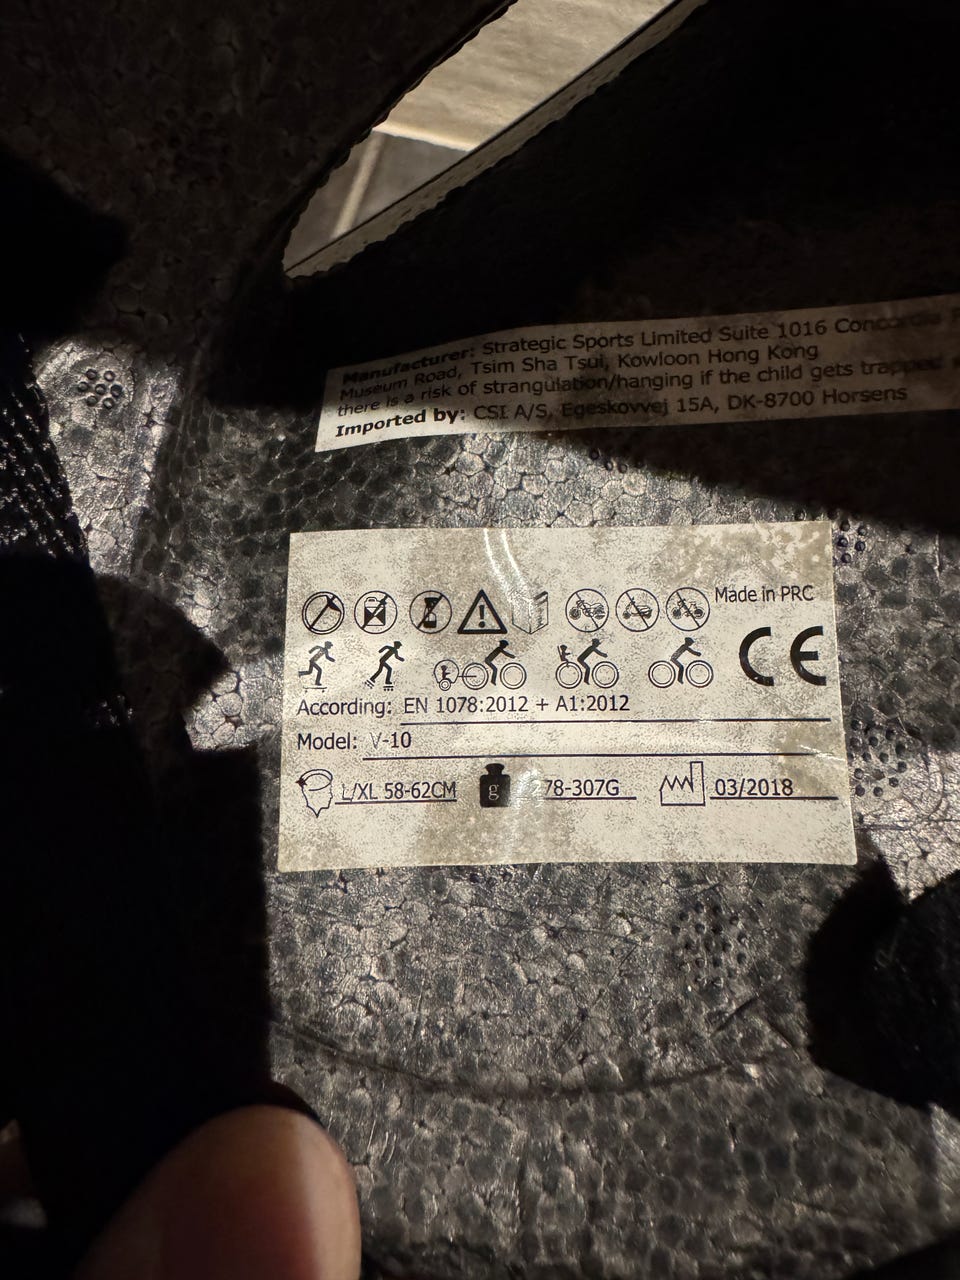 Manufacturer: Strategic Sports Limited Suite 1016 Concordia
Museum Road, Tsim Sha Tsui, Kowloon Hong Kong
there is a risk of strangulation/hanging if the child gets trapped
Imported by: CSI A/S, Egeskovvej 15A, DK-8700 Horsens
Made in PRC
CE
According: EN 1078:2012 + A1:2012
Model: V-10
L/XL 58-62CM g 78-307G 03/2018